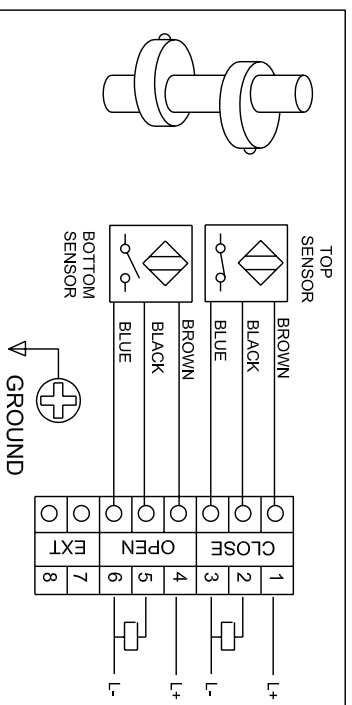 TOP
SENSOR
BROWN
BLACK
BLUE
BOTTOM
SENSOR
BROWN
BLACK
BLUE
GROUND
CLOSE
OPEN
EXT
1
2
3
4
5
6
7
8
L+
L-
L+
L-